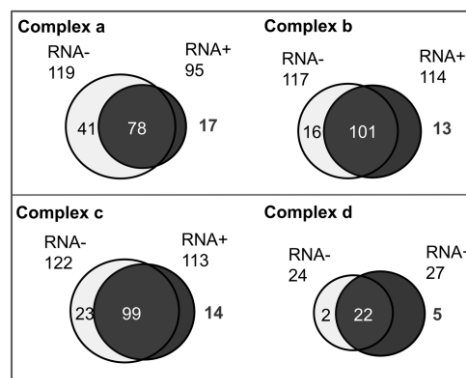 Complex a
RNA-
119
RNA+
95
41
78
17
Complex b
RNA-
117
RNA+
114
16
101
13
Complex c
RNA-
122
RNA+
113
23
99
14
Complex d
RNA-
24
RNA-
27
2
22
5